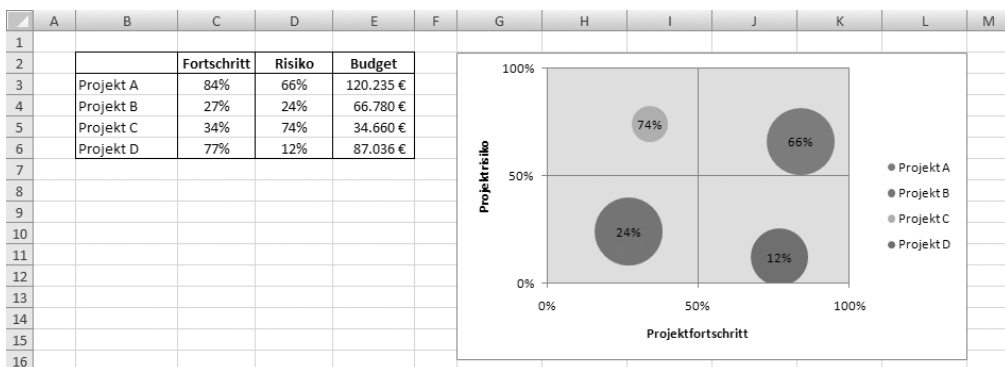 A B C D E F G H I J K L M
1
2 Fortschritt Risiko Budget
3 Projekt A 84% 66% 120.235 €
4 Projekt B 27% 24% 66.780 €
5 Projekt C 34% 74% 34.660 €
6 Projekt D 77% 12% 87.036 €
7
8
9
10
11
12
13
14
15
16
100%
50%
0%
Projektrisiko
74%
66%
24%
12%
0% 50% 100%
Projektfortschritt
Projekt A
Projekt B
Projekt C
Projekt D